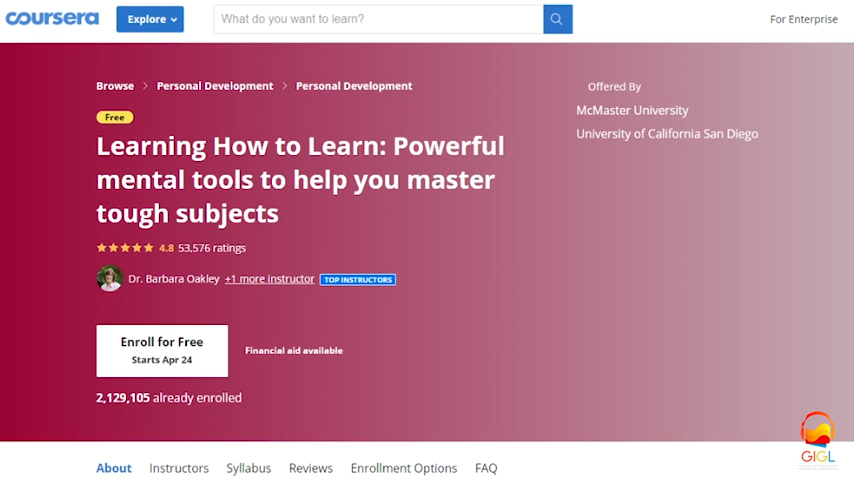 coursera
Explore
What do you want to learn?
For Enterprise
Browse > Personal Development > Personal Development
Offered By
McMaster University
University of California San Diego
Free
Learning How to Learn: Powerful
mental tools to help you master
tough subjects
4.8 53,576 ratings
Dr. Barbara Oakley +1 more instructor TOP INSTRUCTORS
Enroll for Free
Starts Apr 24
Financial aid available
2,129,105 already enrolled
GIGL
About Instructors Syllabus Reviews Enrollment Options FAQ